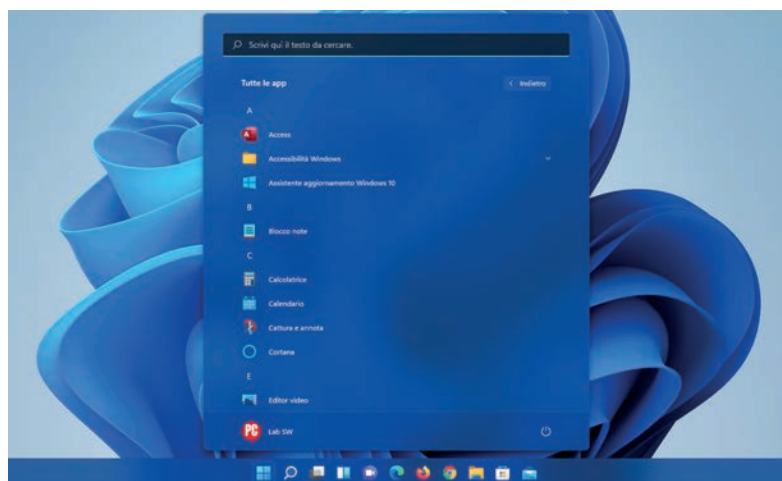 Scrivi qui il testo da cercare.
Tutte le app
Indietro
A
Access
Accessibilità Windows
Assistente aggiornamento Windows 10
B
Blocco note
C
Calcolatrice
Calendario
Cattura e annota
Cortana
E
Editor video
PC Lab SW